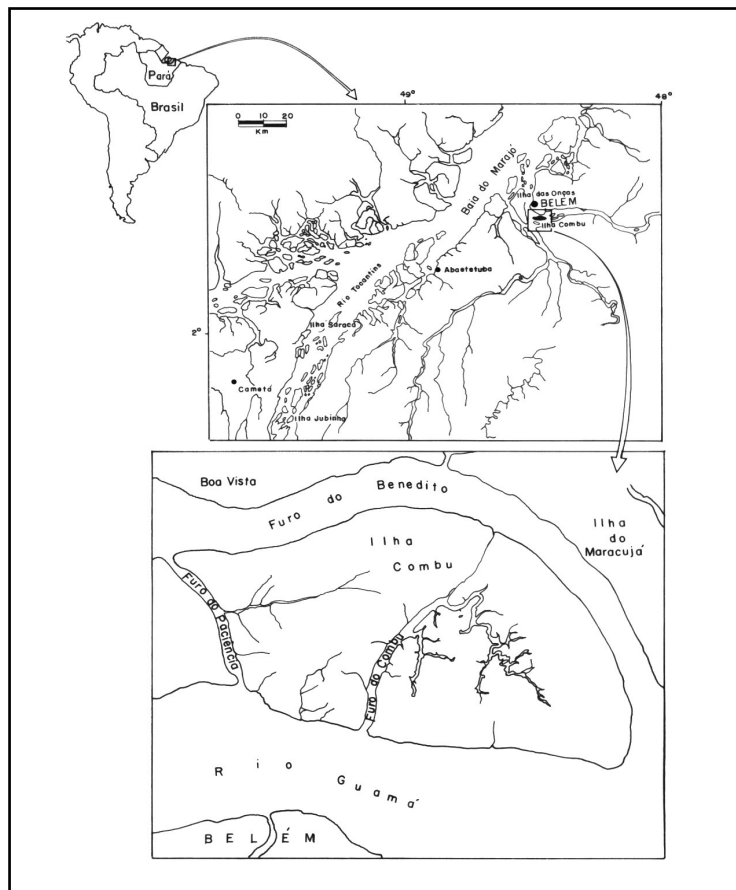 Pará
Brasil
49°
48°
0 10 20
Km
Baia do Marajó
Ilha das Onças
BELÉM
Ilha Combu
Abaetetuba
Rio Tocantins
Ilha Saracá
2°
Cametá
Ilha Jubinha
Boa Vista
Furo do Benedito
Ilha
do
Maracujá
Ilha
Combu
Furo do Paciência
Furo do Combu
Rio Guamá
BELÉM